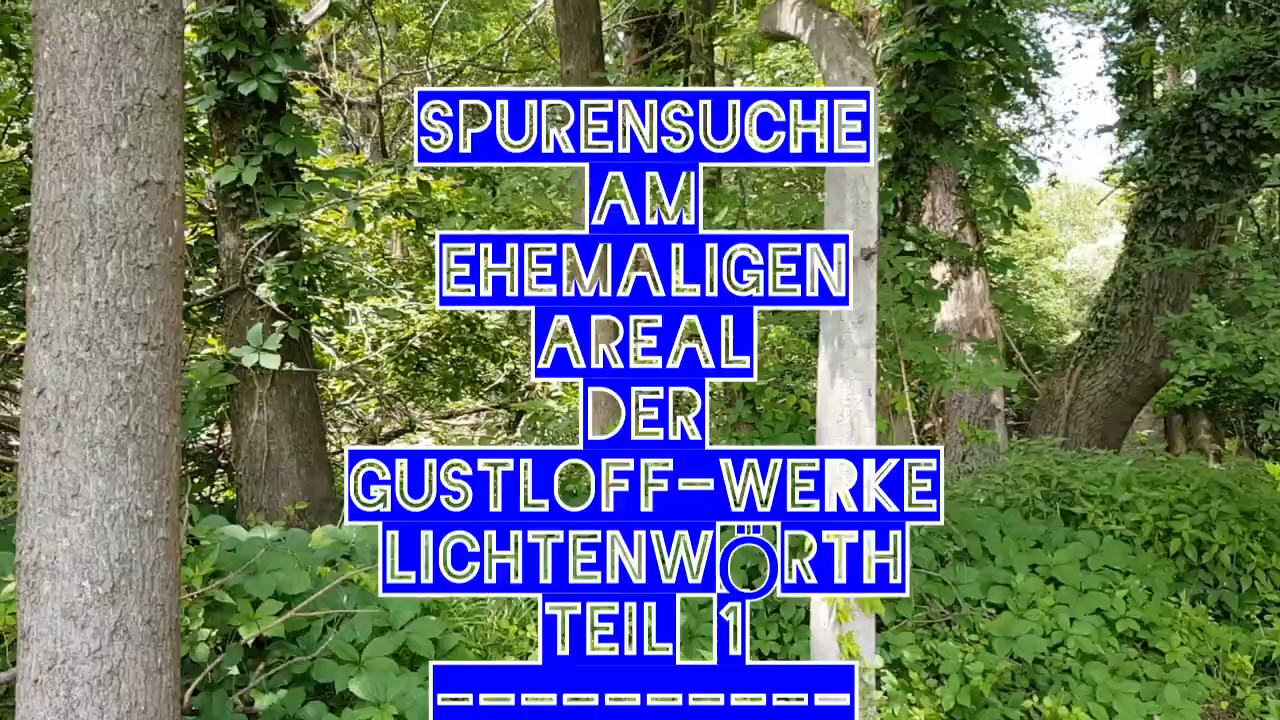 SPURENSUCHE
AM
EHEMALIGEN
AREAL
DER
GUSTLOFF-WERKE
LICHTENWÖRTH
TEIL 1
----------